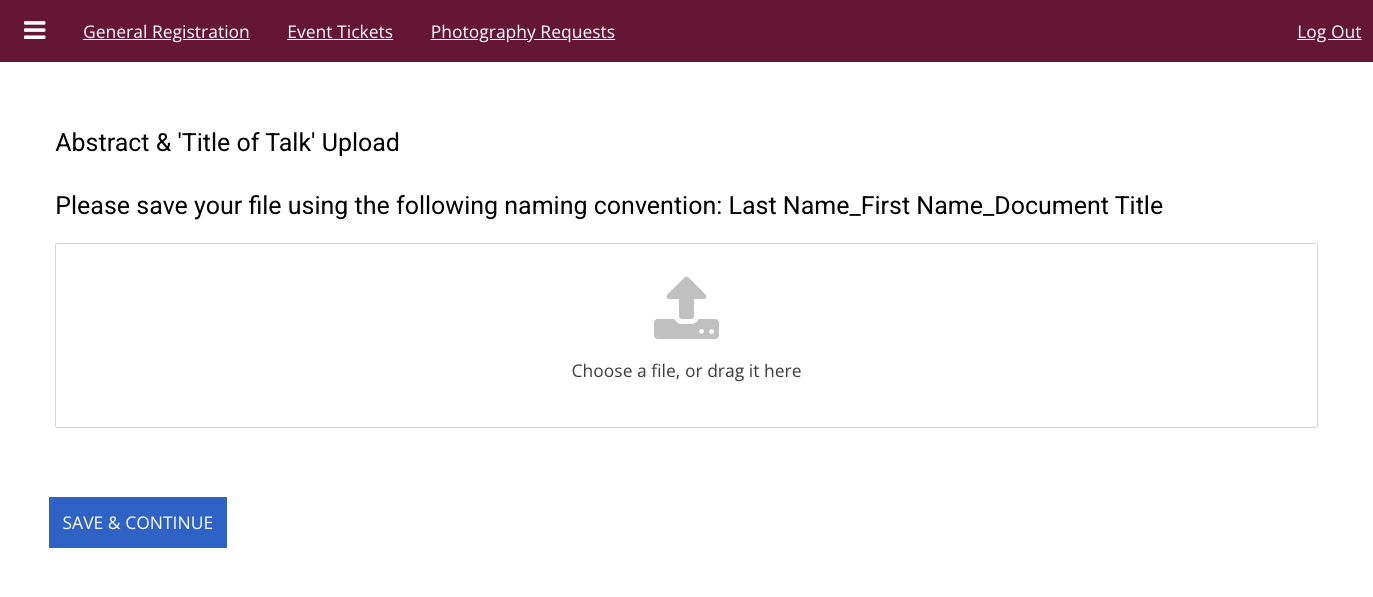 General Registration Event Tickets Photography Requests Log Out
Abstract & 'Title of Talk' Upload
Please save your file using the following naming convention: Last Name_First Name_Document Title
Choose a file, or drag it here
SAVE & CONTINUE